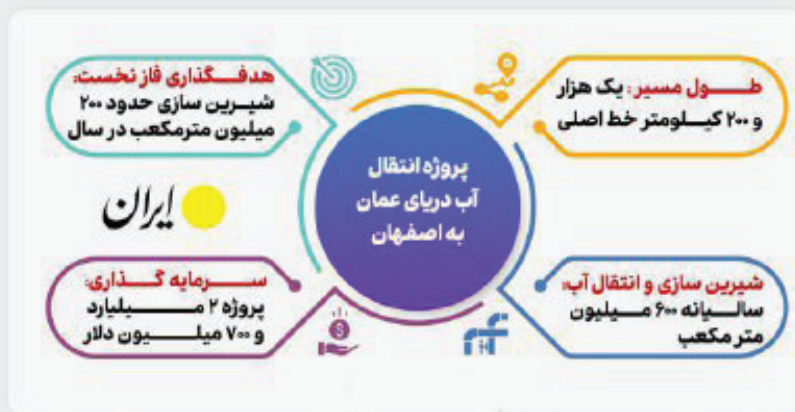 طول مسیر: یک هزار
و ۲۰۰ کیلومتر خط اصلی
هدف‌گذاری فاز نخست:
شیرین سازی حدود ۲۰۰
میلیون مترمکعب در سال
پروژه انتقال
آب دریای عمان
به اصفهان
ایران
شیرین سازی و انتقال آب:
سالیانه ۶۰۰ میلیون
متر مکعب
سرمایه گذاری:
پروژه ۲ میلیارد
و ۷۰۰ میلیون دلار